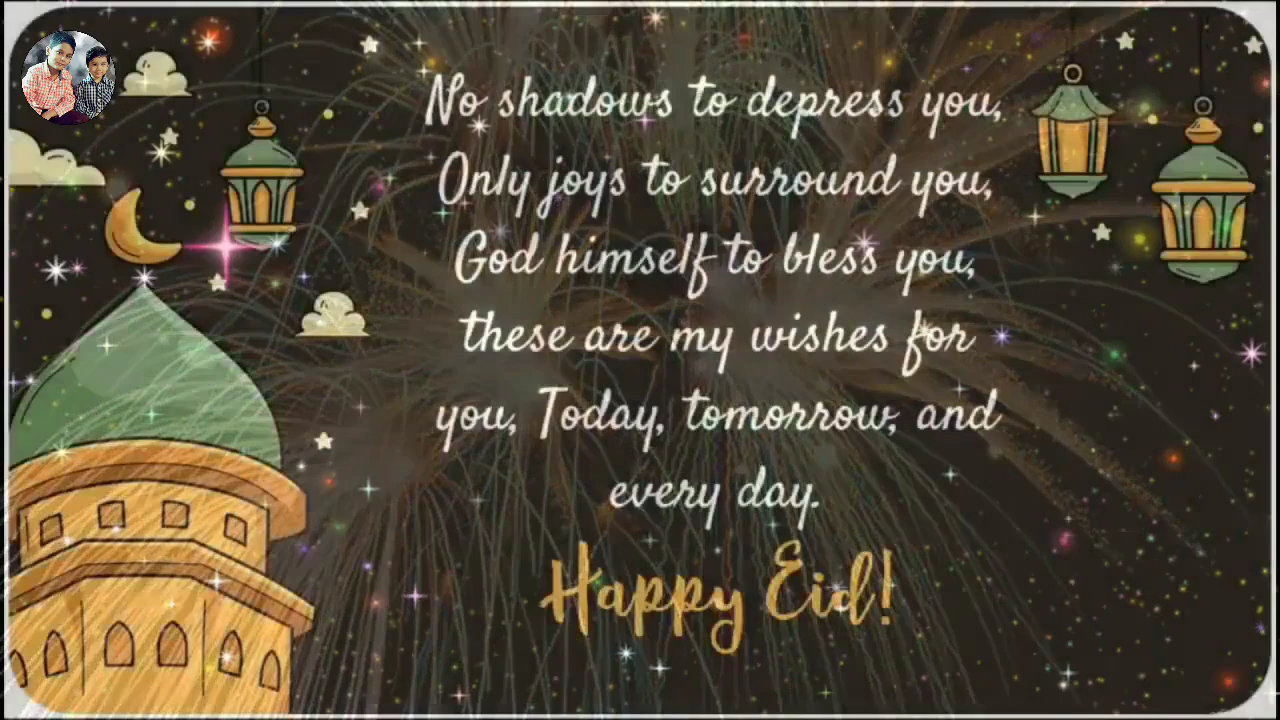 No shadows to depress you,
Only joys to surround you,
God himself to bless you,
these are my wishes for
you, Today, tomorrow, and
every day.
Happy Eid!